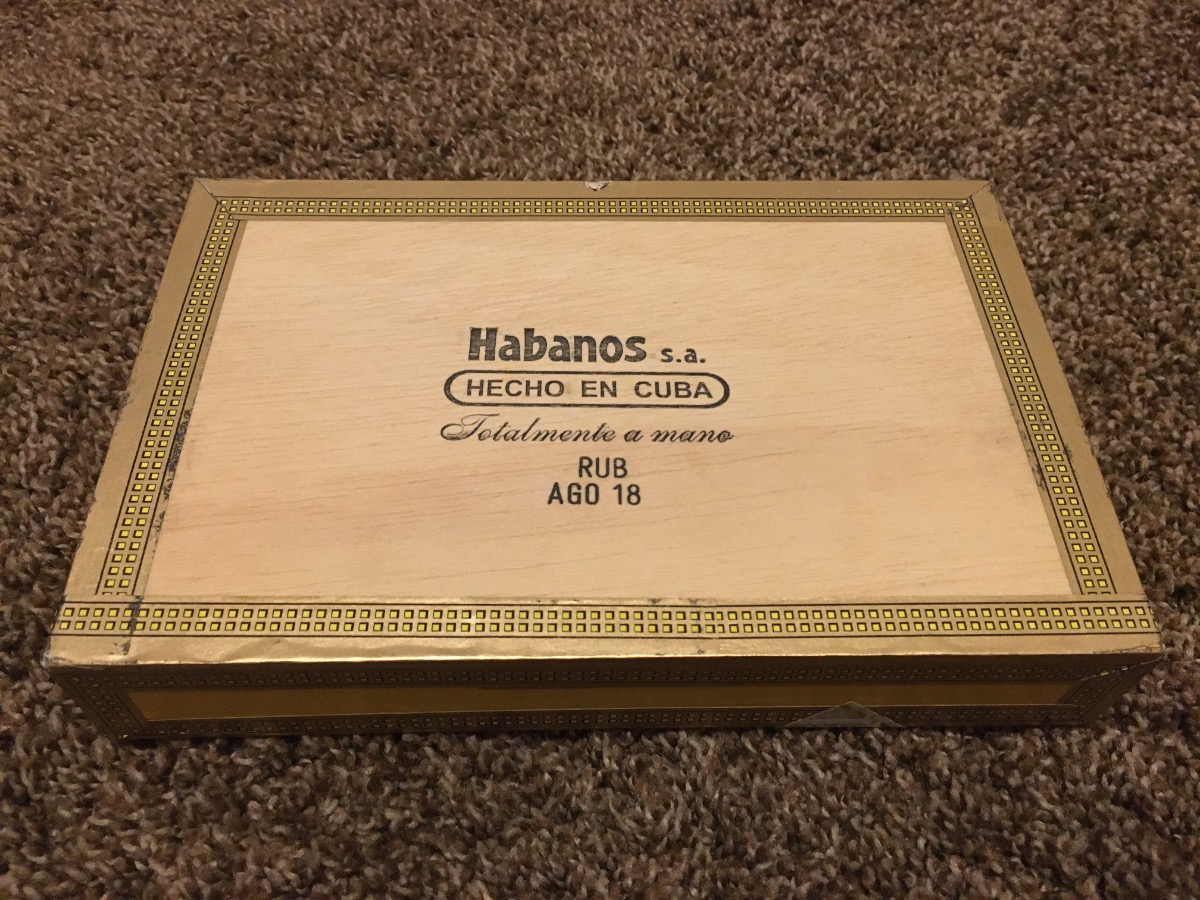 Habanos s.a.
HECHO EN CUBA
Totalmente a mano
RUB
AGO 18